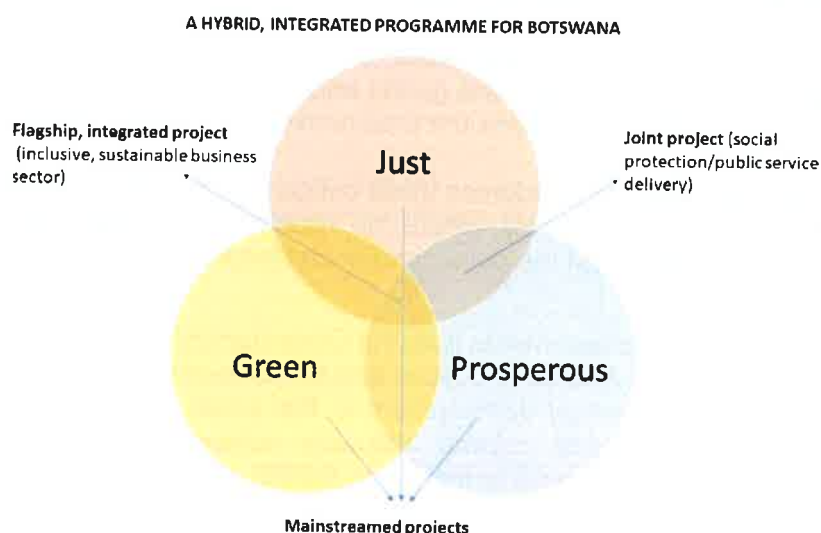 A HYBRID, INTEGRATED PROGRAMME FOR BOTSWANA
Flagship, integrated project
(inclusive, sustainable business
sector)
Just
Joint project (social
protection/public service
delivery)
Green
Prosperous
Mainstreamed projects